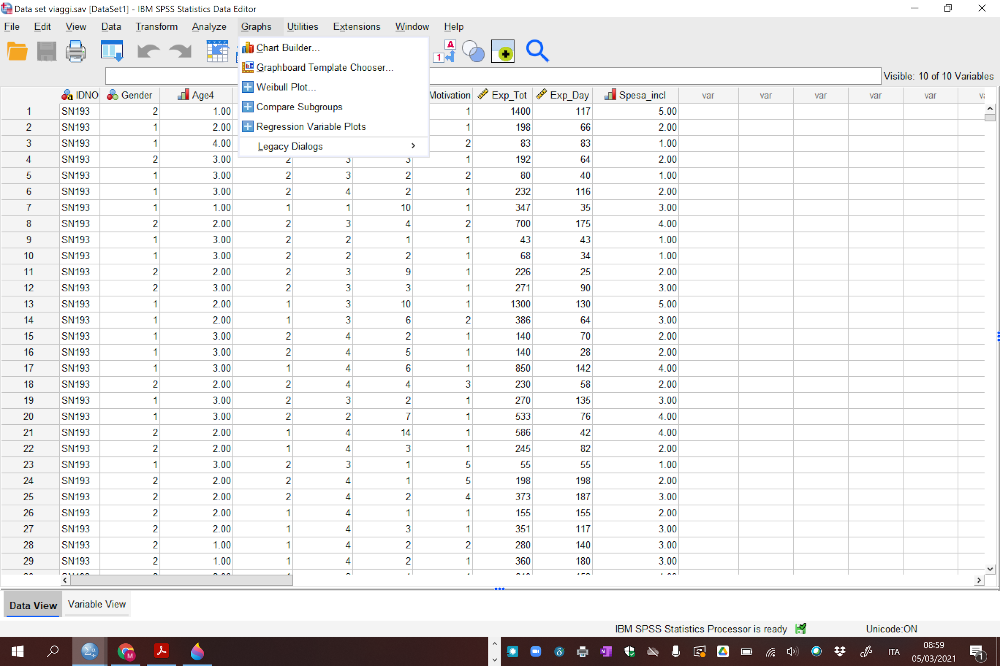 Data set viaggi.sav [DataSet1] - IBM SPSS Statistics Data Editor
File Edit View Data Transform Analyze Graphs Utilities Extensions Window Help
Chart Builder...
Graphboard Template Chooser...
Weibull Plot...
Compare Subgroups
Regression Variable Plots
Legacy Dialogs
A
1
Visible: 10 of 10 Variables
IDNO Gender Age4 Motivation Exp_Tot Exp_Day Spesa_incl var var var var var
1 SN193 2 1.00 1 1400 117 5.00
2 SN193 1 2.00 1 198 66 2.00
3 SN193 1 4.00 2 83 83 1.00
4 SN193 2 3.00 2 3 3 1 192 64 2.00
5 SN193 1 3.00 2 3 2 2 80 40 1.00
6 SN193 1 3.00 2 4 2 1 232 116 2.00
7 SN193 1 1.00 1 1 10 1 347 35 3.00
8 SN193 2 2.00 2 3 4 2 700 175 4.00
9 SN193 1 3.00 2 2 1 1 43 43 1.00
10 SN193 1 3.00 2 2 2 1 68 34 1.00
11 SN193 2 2.00 2 3 9 1 226 25 2.00
12 SN193 2 3.00 2 3 3 1 271 90 3.00
13 SN193 1 2.00 1 3 10 1 1300 130 5.00
14 SN193 1 2.00 1 3 6 2 386 64 3.00
15 SN193 1 3.00 2 4 2 1 140 70 2.00
16 SN193 1 3.00 2 4 5 1 140 28 2.00
17 SN193 1 3.00 1 4 6 1 850 142 4.00
18 SN193 2 2.00 2 4 4 3 230 58 2.00
19 SN193 1 3.00 2 3 2 1 270 135 3.00
20 SN193 1 3.00 2 2 7 1 533 76 4.00
21 SN193 2 2.00 1 4 14 1 586 42 4.00
22 SN193 2 2.00 1 4 3 1 245 82 2.00
23 SN193 1 3.00 2 3 1 5 55 55 1.00
24 SN193 2 2.00 2 4 1 5 198 198 2.00
25 SN193 2 2.00 2 4 2 4 373 187 3.00
26 SN193 2 2.00 1 4 1 1 155 155 2.00
27 SN193 2 2.00 1 4 3 1 351 117 3.00
28 SN193 2 1.00 1 4 2 2 280 140 3.00
29 SN193 2 1.00 1 4 2 1 360 180 3.00
Data View Variable View
IBM SPSS Statistics Processor is ready Unicode:ON
ITA
08:59
05/03/2021
1